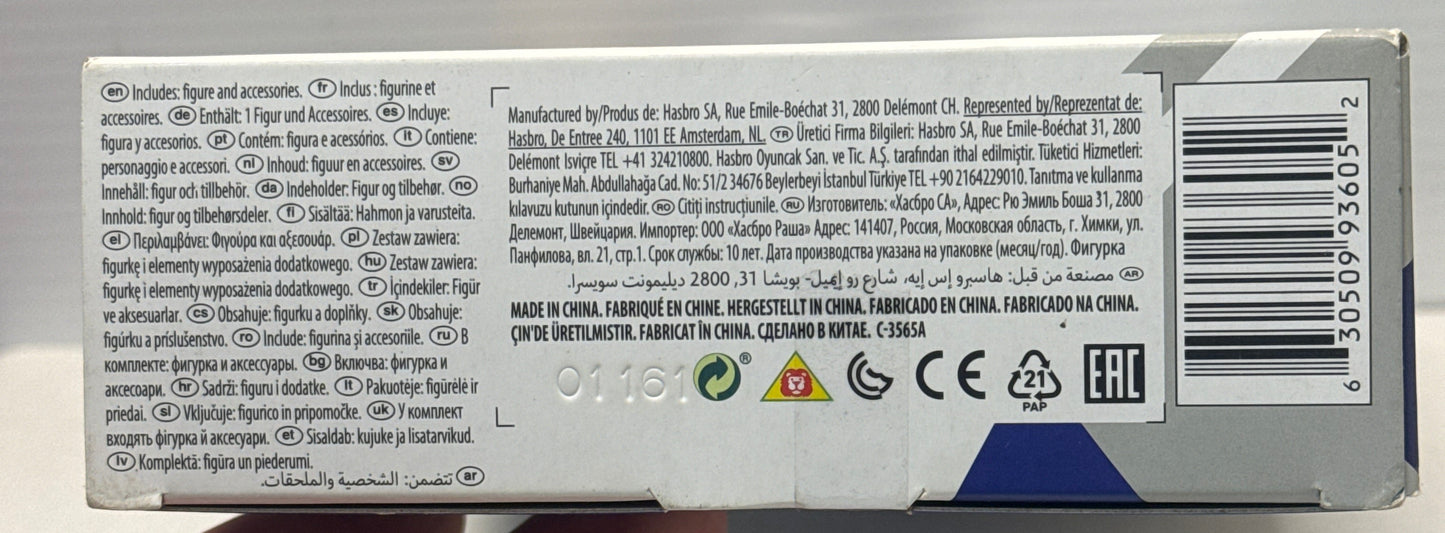 en Includes: figure and accessories. fr Inclus : figurine et
accessoires. de Enthält: 1 Figur und Accessoires. es Incluye:
figura y accesorios. pt Contém: figura e acessórios. it Contiene:
personaggio e accessori. nl Inhoud: figuur en accessoires. sv
Innehåll: figur och tillbehör. da Indeholder: Figur og tilbehør. no
Innhold: figur og tilbehørsdeler. fi Sisältää: Hahmon ja varusteita.
el Περιλαμβάνει: Φιγούρα και αξεσουάρ. pl Zestaw zawiera:
figurkę i elementy wyposażenia dodatkowego. hu Zestaw zawiera:
figurkę i elementy wyposażenia dodatkowego. tr İçindekiler: Figür
ve aksesuarlar. cs Obsahuje: figurku a doplňky. sk Obsahuje:
figúrku a príslušenstvo. ro Include: figurina și accesoriile. ru В
комплекте: фигурка и аксессуары. bg Включва: фигурка и
аксесоари. hr Sadrži: figuru i dodatke. lt Pakuotėje: figūrėlė ir
priedai. sl Vključuje: figurico in pripomočke. uk У комплект
входять фігурка й аксесуари. et Sisaldab: kujuke ja lisatarvikud.
lv Komplektā: figūra un piederumi.
ar تتضمن: الشخصية والملحقات.
Manufactured by/Produs de: Hasbro SA, Rue Emile-Boéchat 31, 2800 Delémont CH. Represented by/Reprezentat de:
Hasbro, De Entree 240, 1101 EE Amsterdam, NL. TR Üretici Firma Bilgileri: Hasbro SA, Rue Emile-Boéchat 31, 2800
Delémont Isviçre TEL +41 324210800. Hasbro Oyuncak San. ve Tic. A.Ş. tarafından ithal edilmiştir. Tüketici Hizmetleri:
Burhaniye Mah. Abdullahağa Cad. No: 51/2 34676 Beylerbeyi İstanbul Türkiye TEL +90 2164229010. Tanıtma ve kullanma
kılavuzu kutunun içindedir. RO Citiți instrucțiunile. RU Изготовитель: «Хасбро СА», Адрес: Рю Эмиль Боша 31, 2800
Делемонт, Швейцария. Импортер: ООО «Хасбро Раша» Адрес: 141407, Россия, Московская область, г. Химки, ул.
Панфилова, вл. 21, стр.1. Срок службы: 10 лет. Дата производства указана на упаковке (месяц/год). Фигурка
AR مصنعة من قبل: هاسبرو إس إيه، شارع رو إميل- بويشا 31, 2800 ديليمونت سويسرا.
MADE IN CHINA. FABRIQUÉ EN CHINE. HERGESTELLT IN CHINA. FABRICADO EN CHINA. FABRICADO NA CHINA.
ÇIN'DE ÜRETILMISTIR. FABRICAT ÎN CHINA. СДЕЛАНО В КИТАЕ. C-3565A
01161 ® CE 21 EAC
PAP
6 30509 93605 2